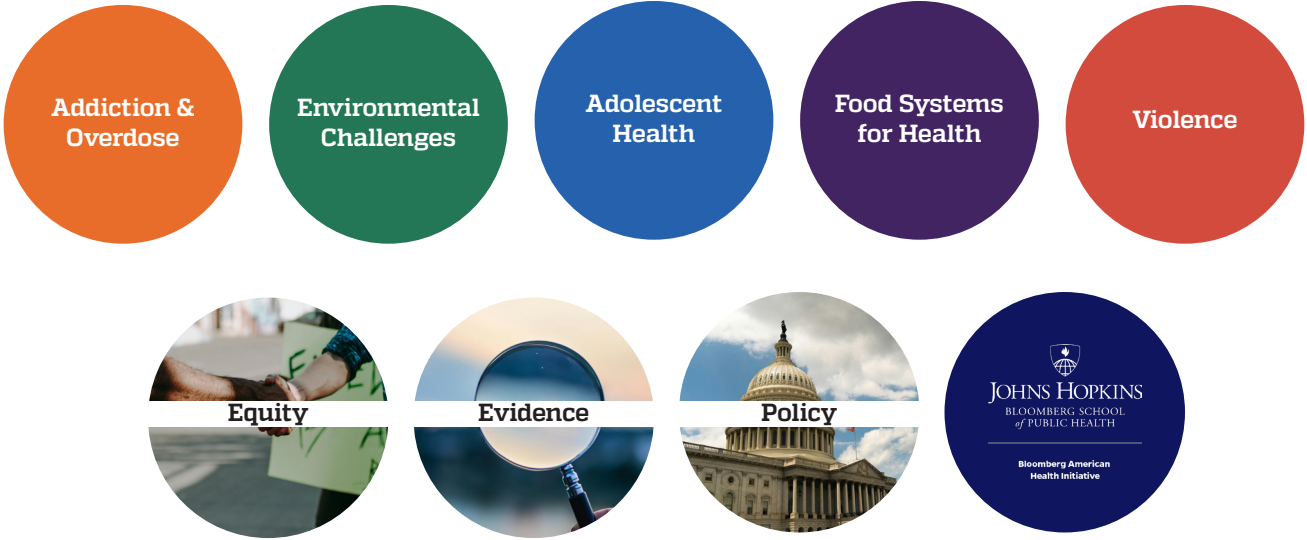 Addiction &
Overdose
Environmental
Challenges
Adolescent
Health
Food Systems
for Health
Violence
Equity
Evidence
Policy
JOHNS HOPKINS
BLOOMBERG SCHOOL
of PUBLIC HEALTH
Bloomberg American
Health Initiative